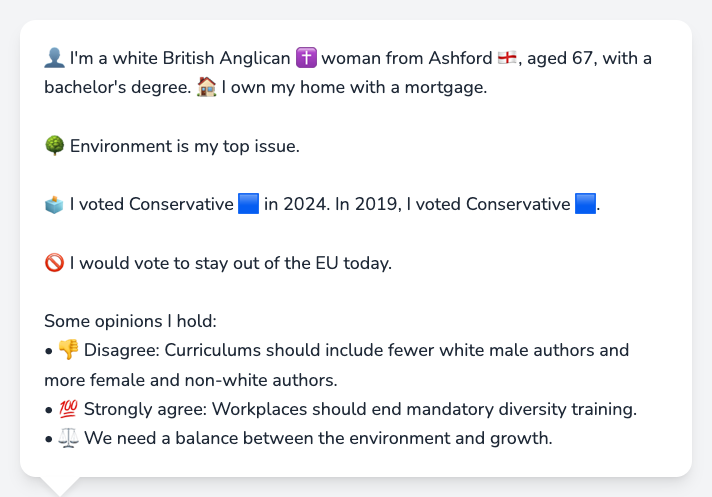 👤 I'm a white British Anglican ✝️ woman from Ashford 🏴󠁧󠁢󠁥󠁮󠁧󠁿, aged 67, with a
bachelor's degree. 🏠 I own my home with a mortgage.
🌳 Environment is my top issue.
🗳️ I voted Conservative 🟦 in 2024. In 2019, I voted Conservative 🟦.
🚫 I would vote to stay out of the EU today.
Some opinions I hold:
• 👎 Disagree: Curriculums should include fewer white male authors and
more female and non-white authors.
• 💯 Strongly agree: Workplaces should end mandatory diversity training.
• ⚖️ We need a balance between the environment and growth.